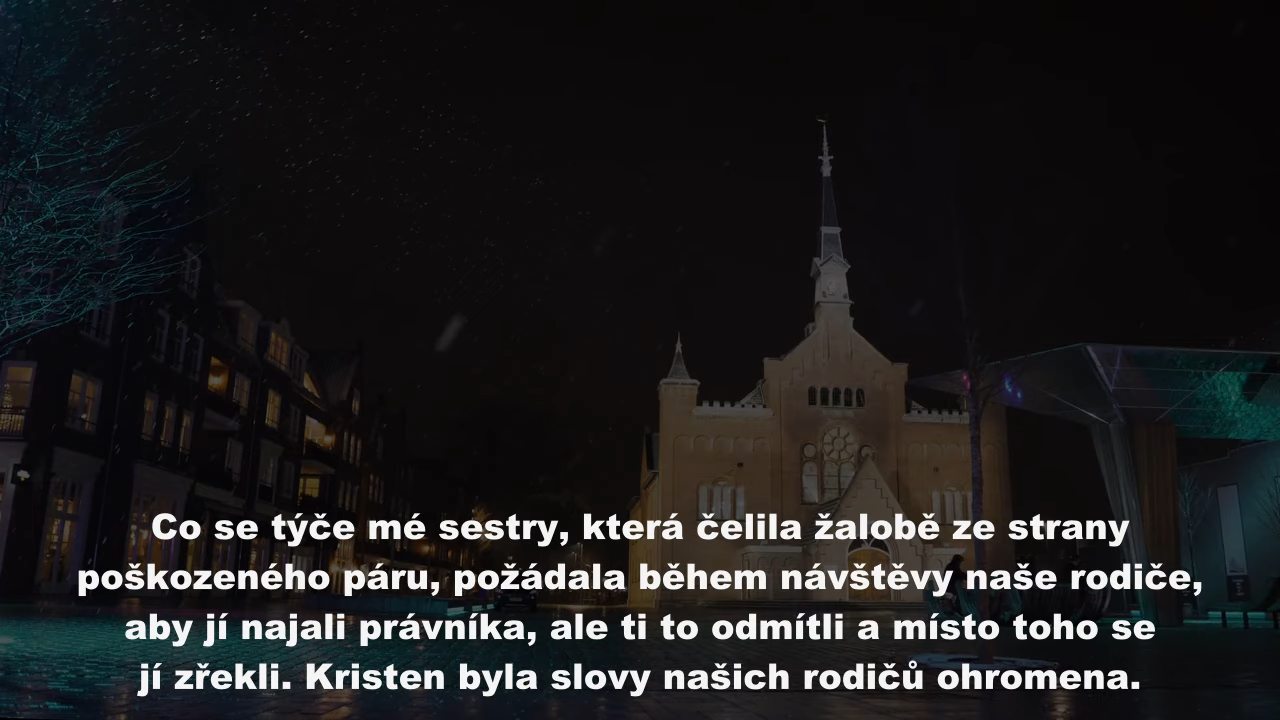 Co se týče mé sestry, která čelila žalobě ze strany
poškozeného páru, požádala během návštěvy naše rodiče,
aby jí najali právníka, ale ti to odmítli a místo toho se
jí zřekli. Kristen byla slovy našich rodičů ohromena.